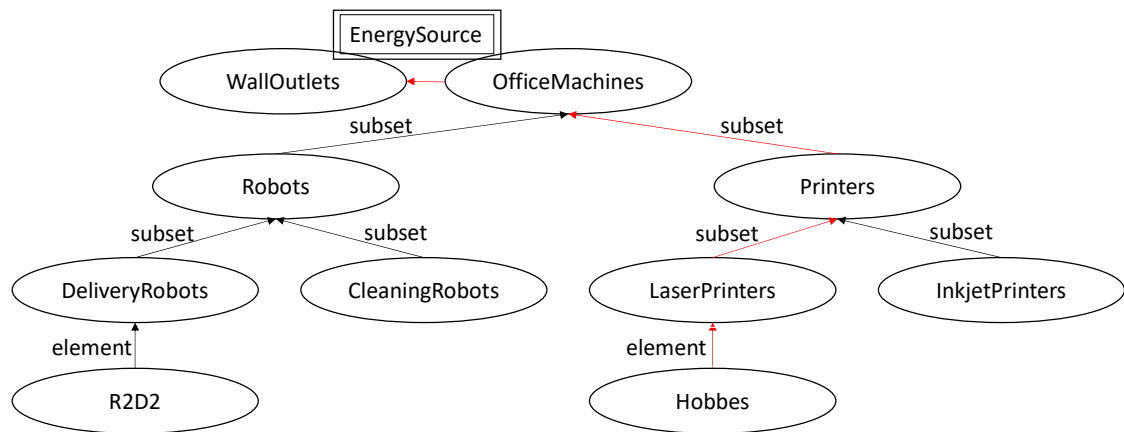 EnergySource
WallOutlets
OfficeMachines
subset
subset
Robots
Printers
subset
subset
subset
subset
DeliveryRobots
CleaningRobots
LaserPrinters
InkjetPrinters
element
element
R2D2
Hobbes